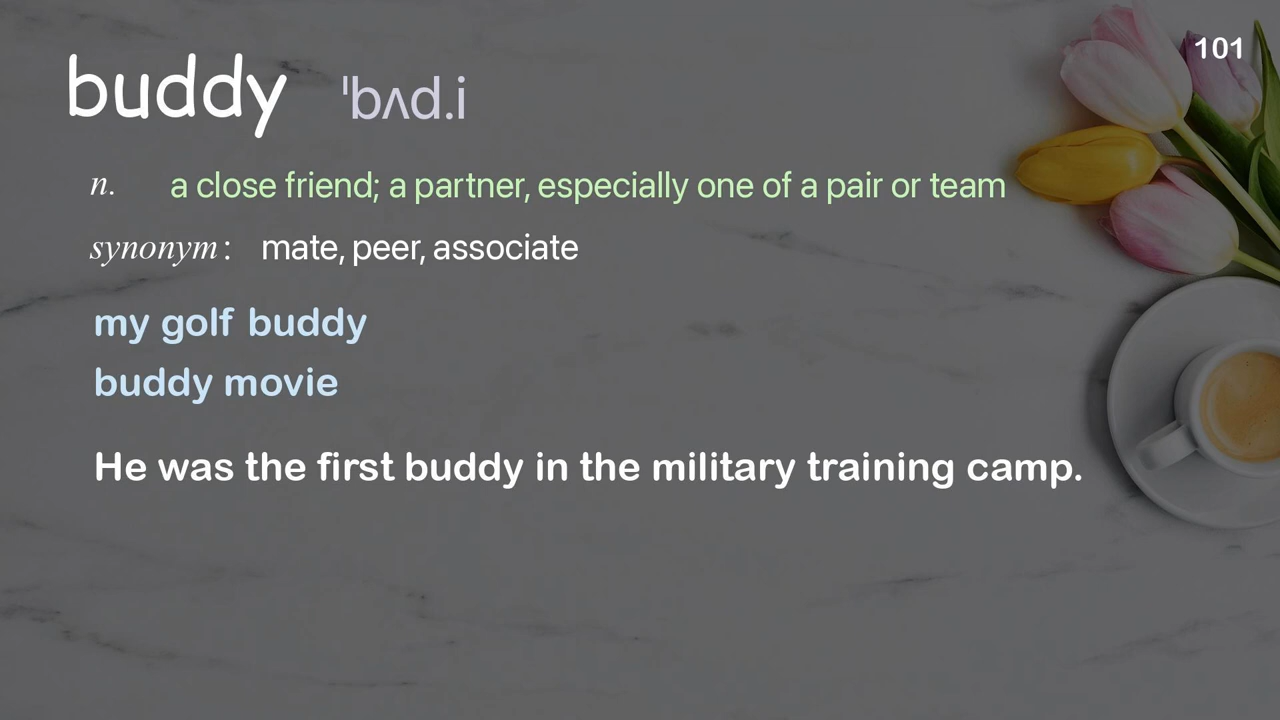 101
buddy ˈbʌd.i
n. a close friend; a partner, especially one of a pair or team
synonym: mate, peer, associate
my golf buddy
buddy movie
He was the first buddy in the military training camp.